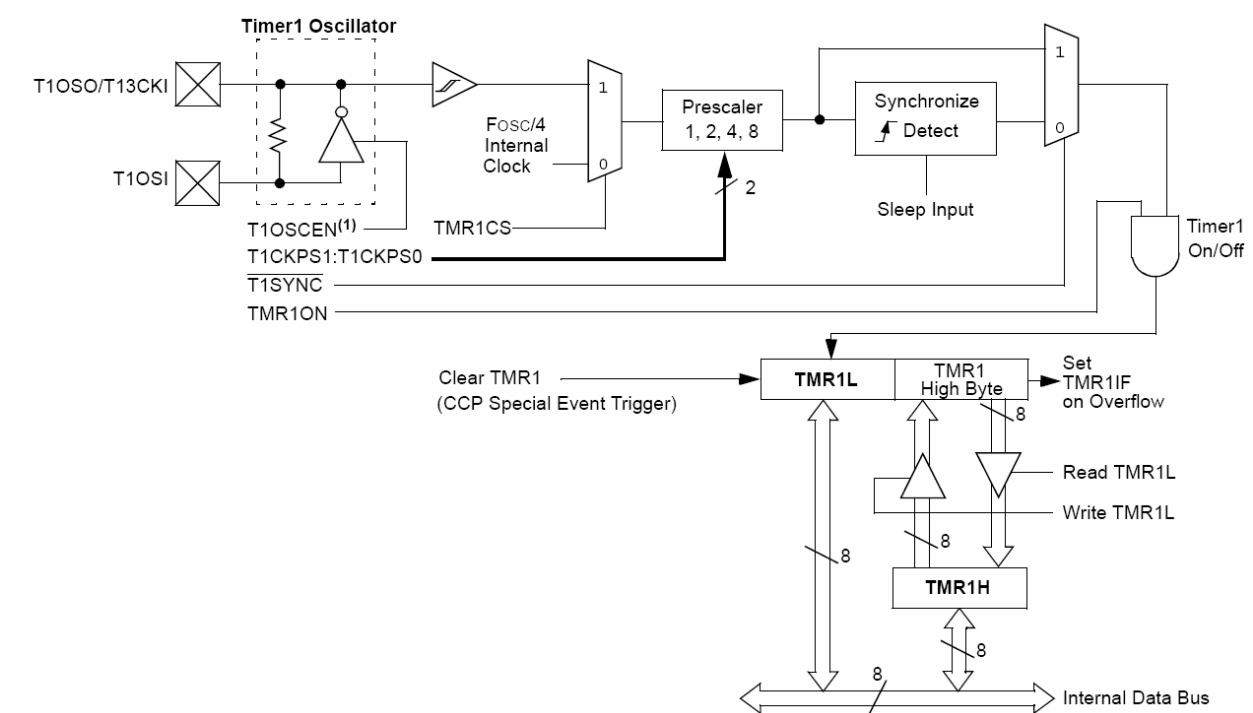 Timer1 Oscillator
T1OSO/T13CKI
T1OSI
FOSC/4
Internal
Clock
1
0
Prescaler
1, 2, 4, 8
2
Synchronize
Detect
1
0
Sleep Input
T1OSCEN(1)
TMR1CS
T1CKPS1:T1CKPS0
T1SYNC
TMR1ON
Timer1
On/Off
Clear TMR1
(CCP Special Event Trigger)
TMR1L
TMR1
High Byte
Set
TMR1IF
on Overflow
8
Read TMR1L
Write TMR1L
8
8
TMR1H
8
8
Internal Data Bus